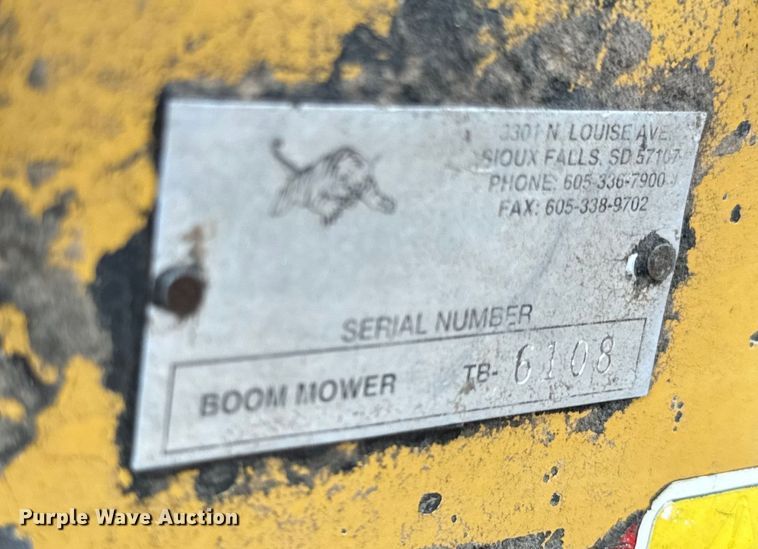 3301 N. LOUISE AVE.
SIOUX FALLS, SD 57107
PHONE: 605-336-7900
FAX: 605-338-9702
SERIAL NUMBER
BOOM MOWER TB- 6108
Purple Wave Auction